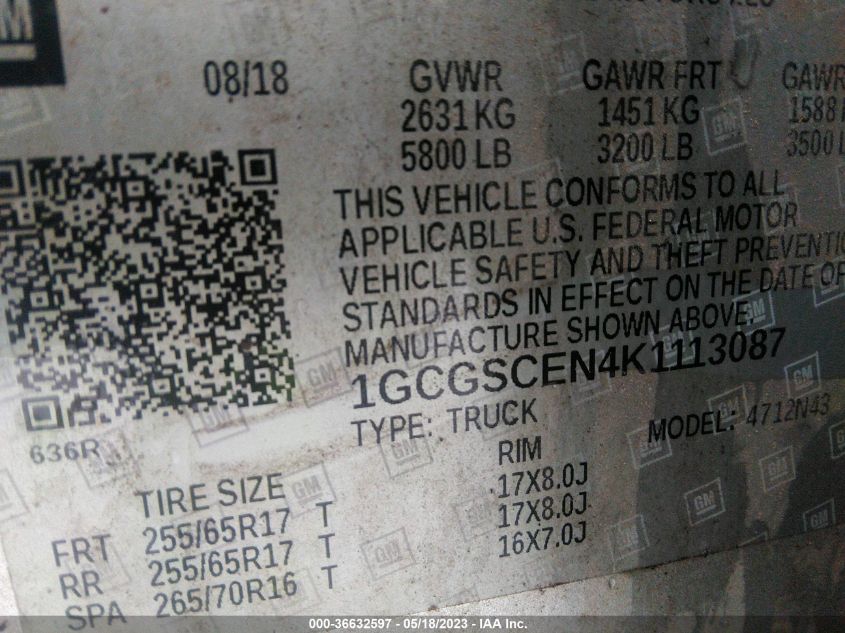 GM
08/18 GVWR GAWR FRT GAWR
2631 KG 1451 KG 1588
5800 LB 3200 LB 3500
THIS VEHICLE CONFORMS TO ALL
APPLICABLE U.S. FEDERAL MOTOR
VEHICLE SAFETY AND THEFT PREVENTIO
STANDARDS IN EFFECT ON THE DATE OF
MANUFACTURE SHOWN ABOVE.
1GCGSCEN4K1113087
TYPE: TRUCK MODEL: 4712N43
636R
TIRE SIZE RIM
FRT 255/65R17 T 17X8.0J
RR 255/65R17 T 17X8.0J
SPA 265/70R16 T 16X7.0J
000-36632597 — 05/18/2023 — IAA Inc.